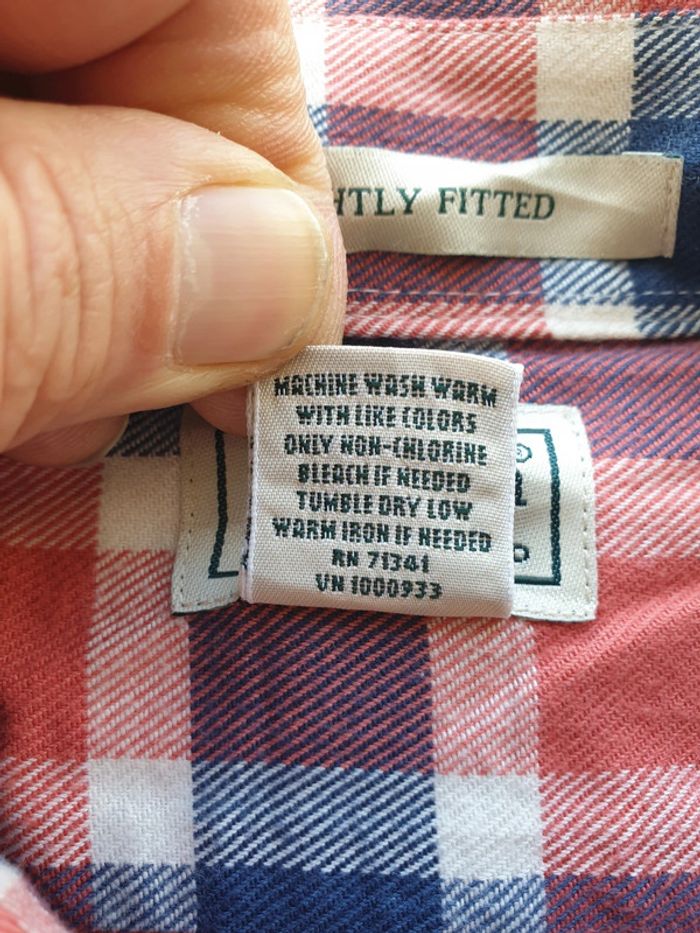 HTLY FITTED
MACHINE WASH WARM
WITH LIKE COLORS
ONLY NON-CHLORINE
BLEACH IF NEEDED
TUMBLE DRY LOW
WARM IRON IF NEEDED
RN 71341
VN 1000933